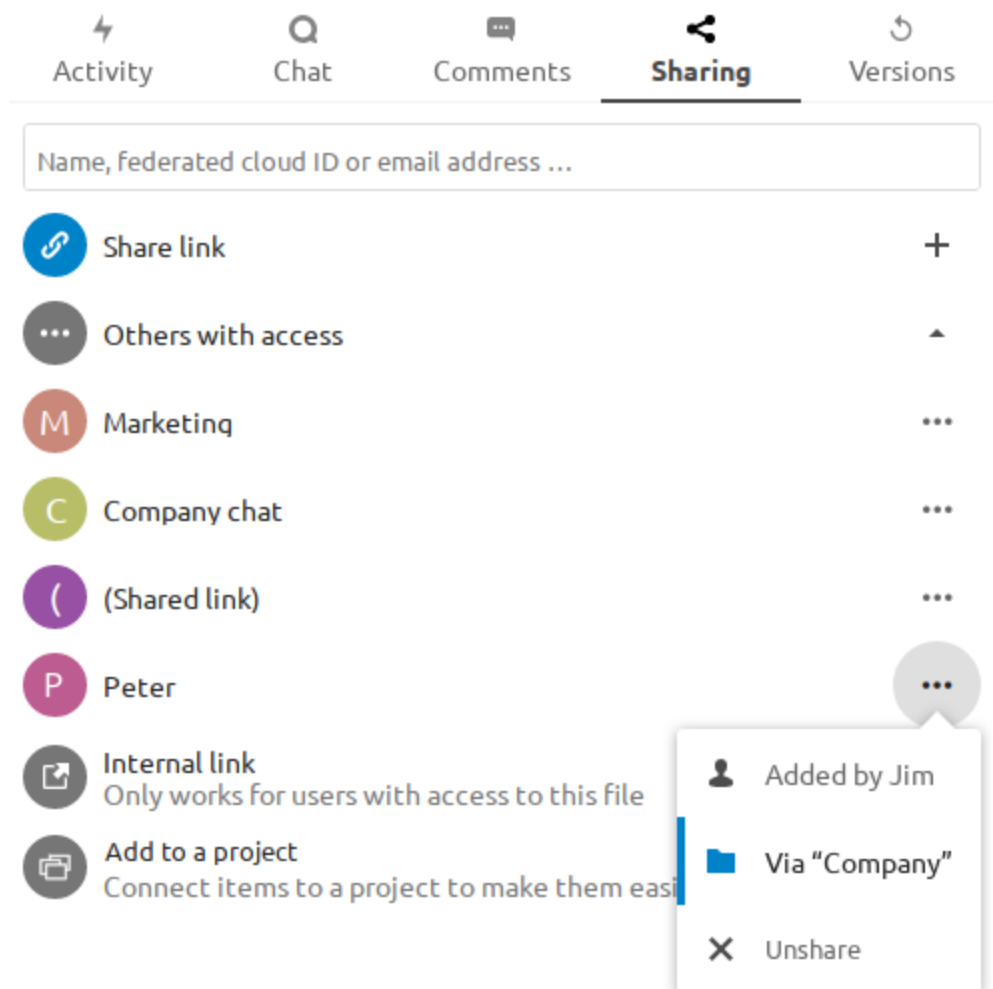 Activity Chat Comments Sharing Versions
Name, federated cloud ID or email address ...
Share link
Others with access
M Marketing
C Company chat
( (Shared link)
P Peter
Internal link
Only works for users with access to this file
Added by Jim
Add to a project
Connect items to a project to make them easi
Via “Company”
Unshare